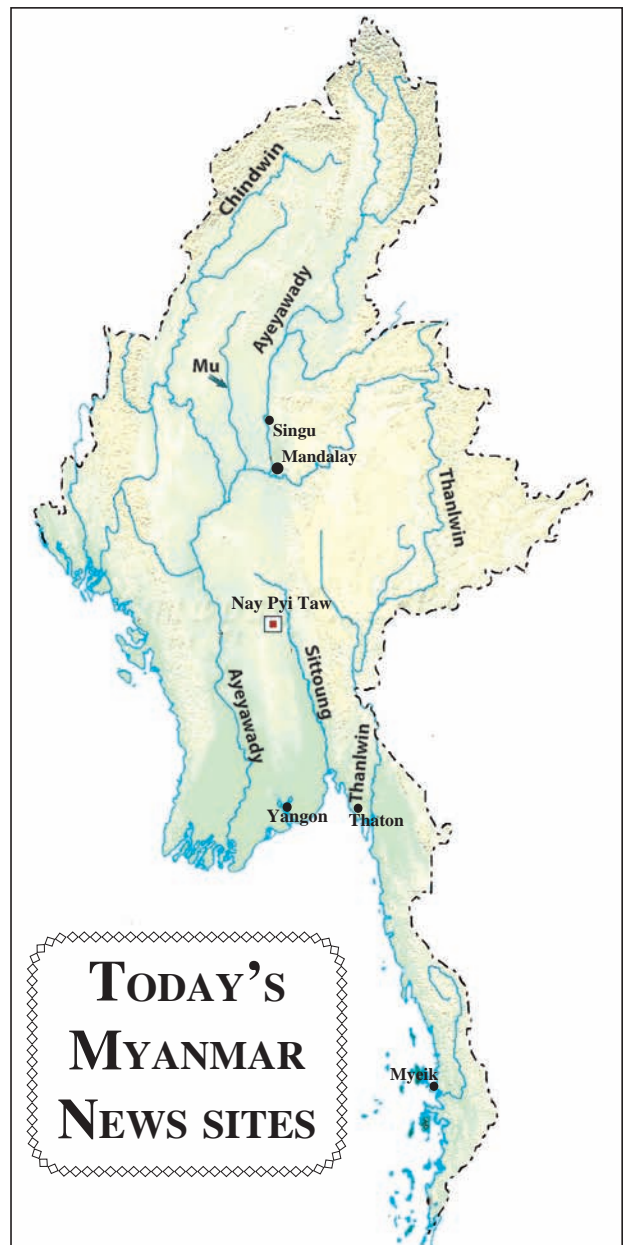 Chindwin
Ayeyawady
Mu
Singu
Mandalay
Thanlwin
Nay Pyi Taw
Sittoung
Ayeyawady
Thanlwin
Yangon
Thaton
Myeik
TODAY'S
MYANMAR
NEWS SITES